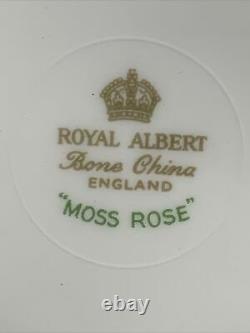 ROYAL ALBERT
Bone China
ENGLAND
"MOSS ROSE"